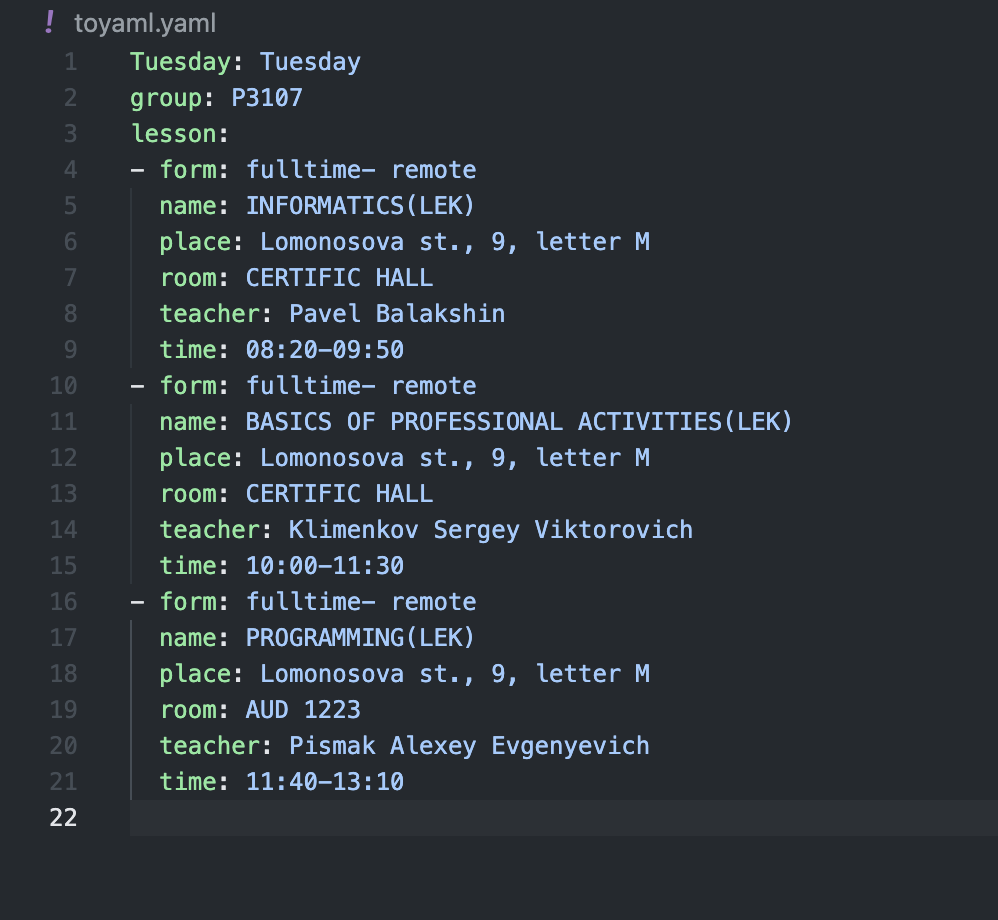 ! toyaml.yaml
1 Tuesday: Tuesday
2 group: P3107
3 lesson:
4 - form: fulltime- remote
5 name: INFORMATICS(LEK)
6 place: Lomonosova st., 9, letter M
7 room: CERTIFIC HALL
8 teacher: Pavel Balakshin
9 time: 08:20-09:50
10 - form: fulltime- remote
11 name: BASICS OF PROFESSIONAL ACTIVITIES(LEK)
12 place: Lomonosova st., 9, letter M
13 room: CERTIFIC HALL
14 teacher: Klimenkov Sergey Viktorovich
15 time: 10:00-11:30
16 - form: fulltime- remote
17 name: PROGRAMMING(LEK)
18 place: Lomonosova st., 9, letter M
19 room: AUD 1223
20 teacher: Pismak Alexey Evgenyevich
21 time: 11:40-13:10
22